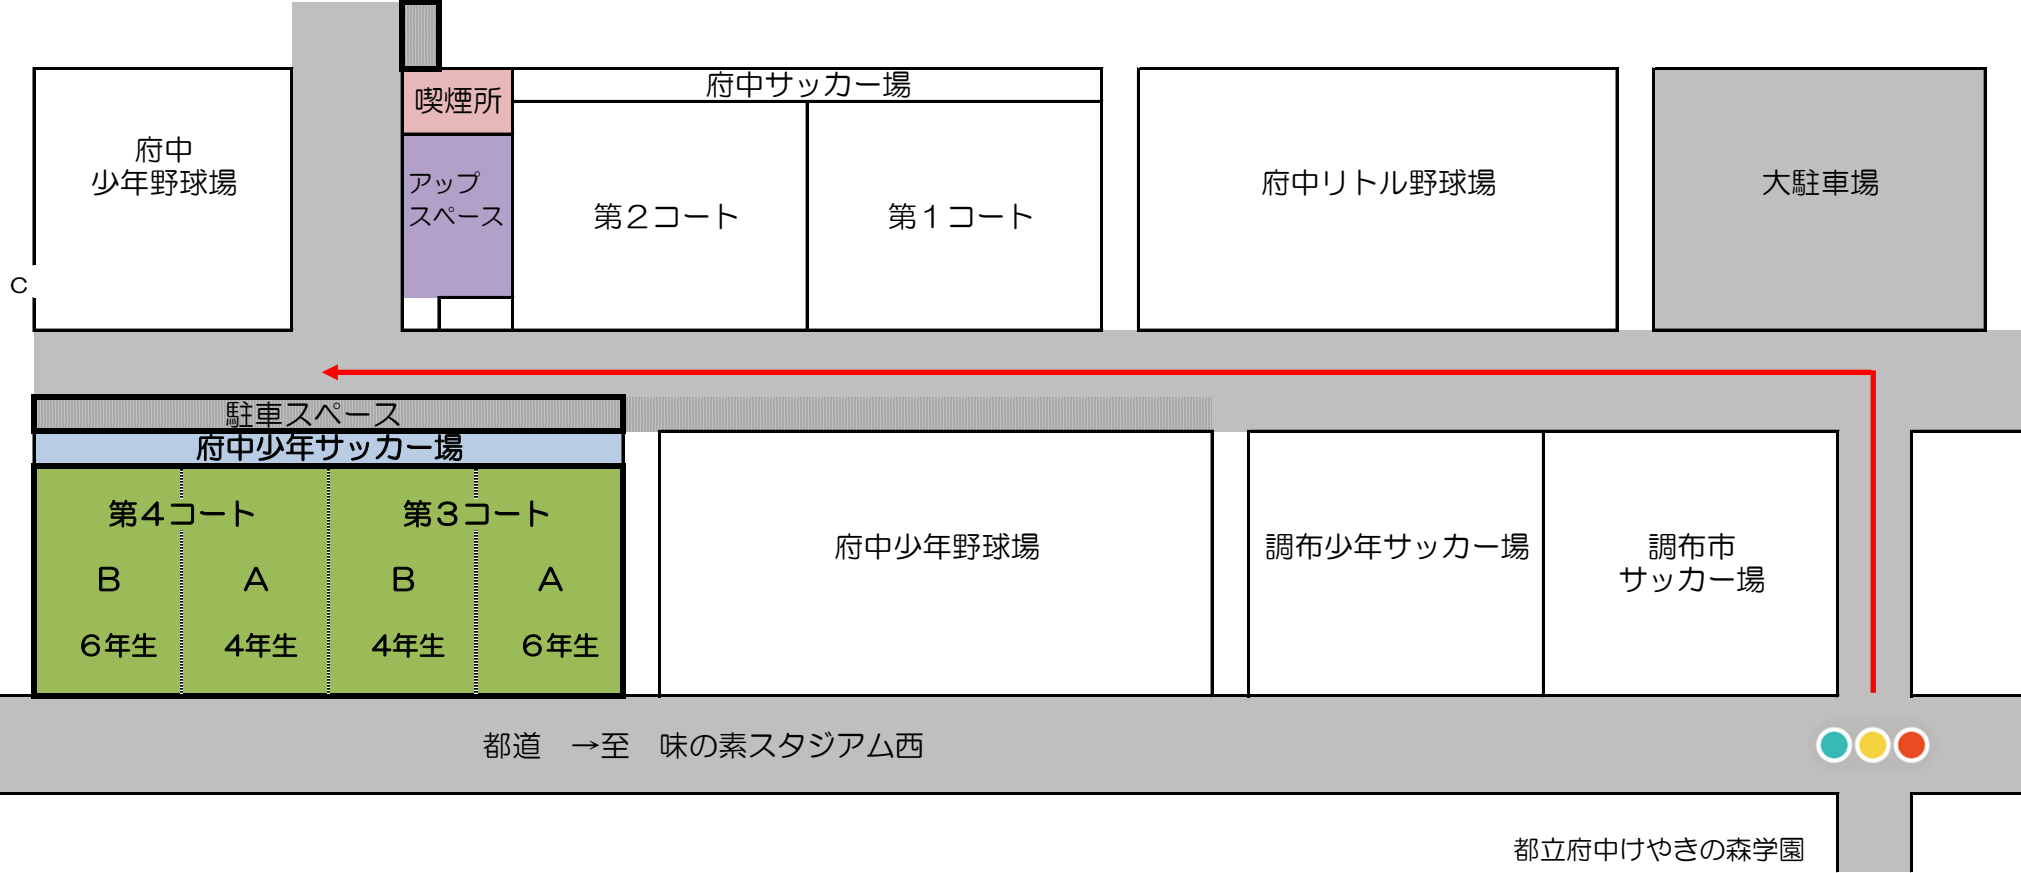 府中サッカー場
喫煙所
府中
少年野球場
アップ
スペース
第２コート
第１コート
府中リトル野球場
大駐車場
C
駐車スペース
府中少年サッカー場
第４コート
第３コート
B
A
B
A
６年生
４年生
４年生
６年生
府中少年野球場
調布少年サッカー場
調布市
サッカー場
都道　→至　味の素スタジアム西
都立府中けやきの森学園